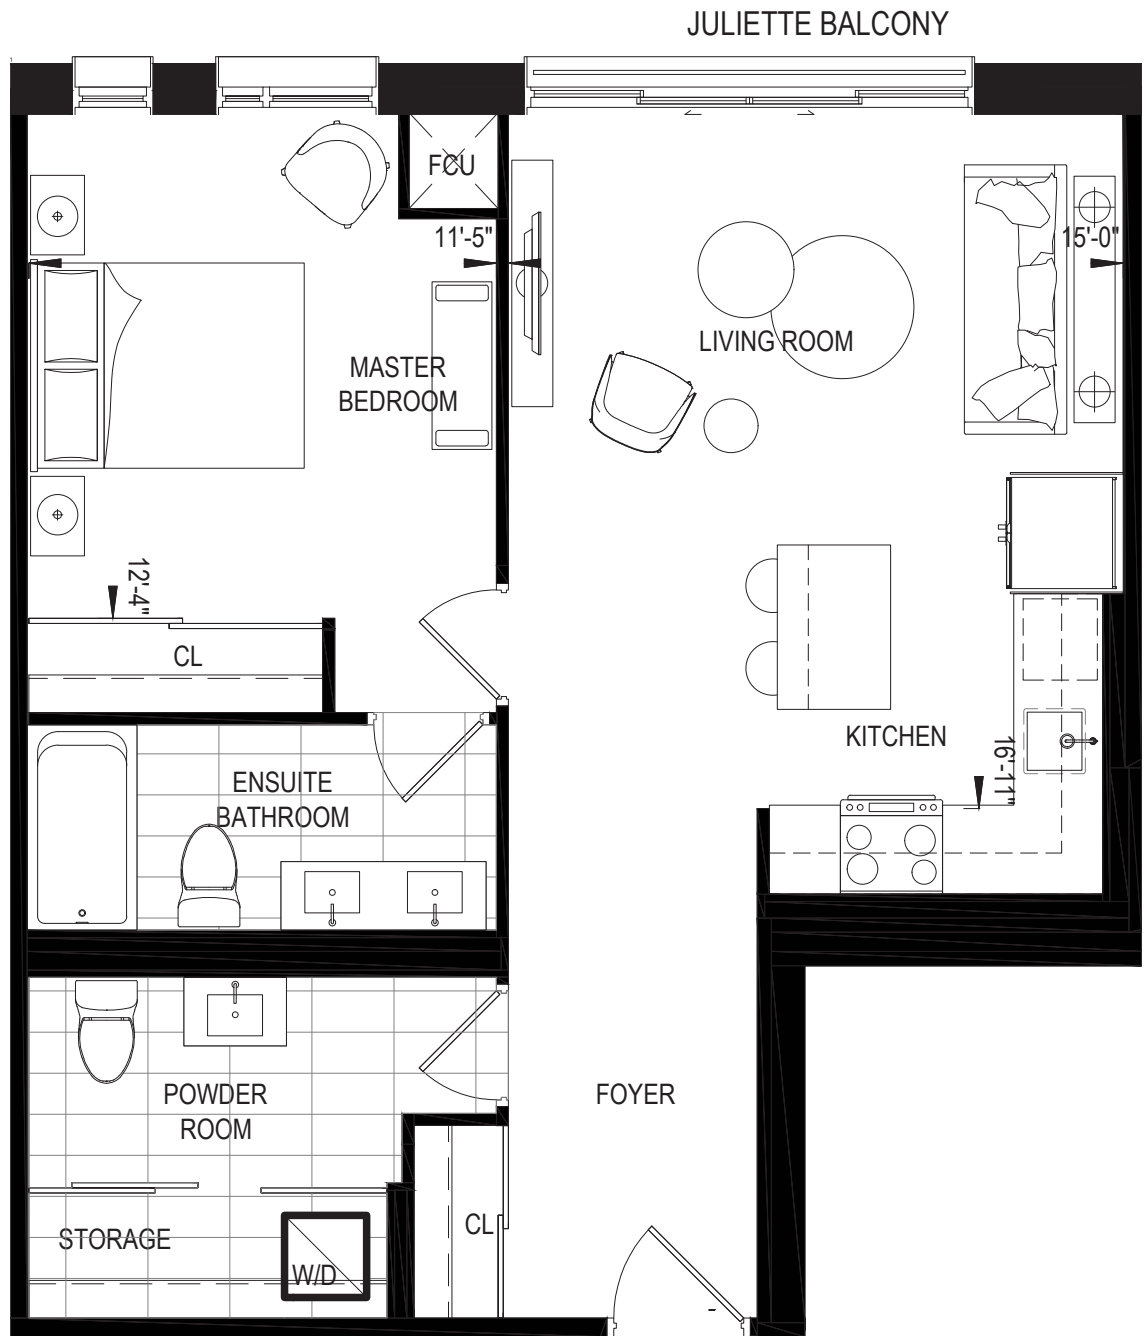 JULIETTE BALCONY
FCU
11'-5"
15'-0"
LIVING ROOM
MASTER
BEDROOM
12'-4"
CL
KITCHEN
16'-11"
ENSUITE
BATHROOM
POWDER
ROOM
FOYER
STORAGE
CL
W/D